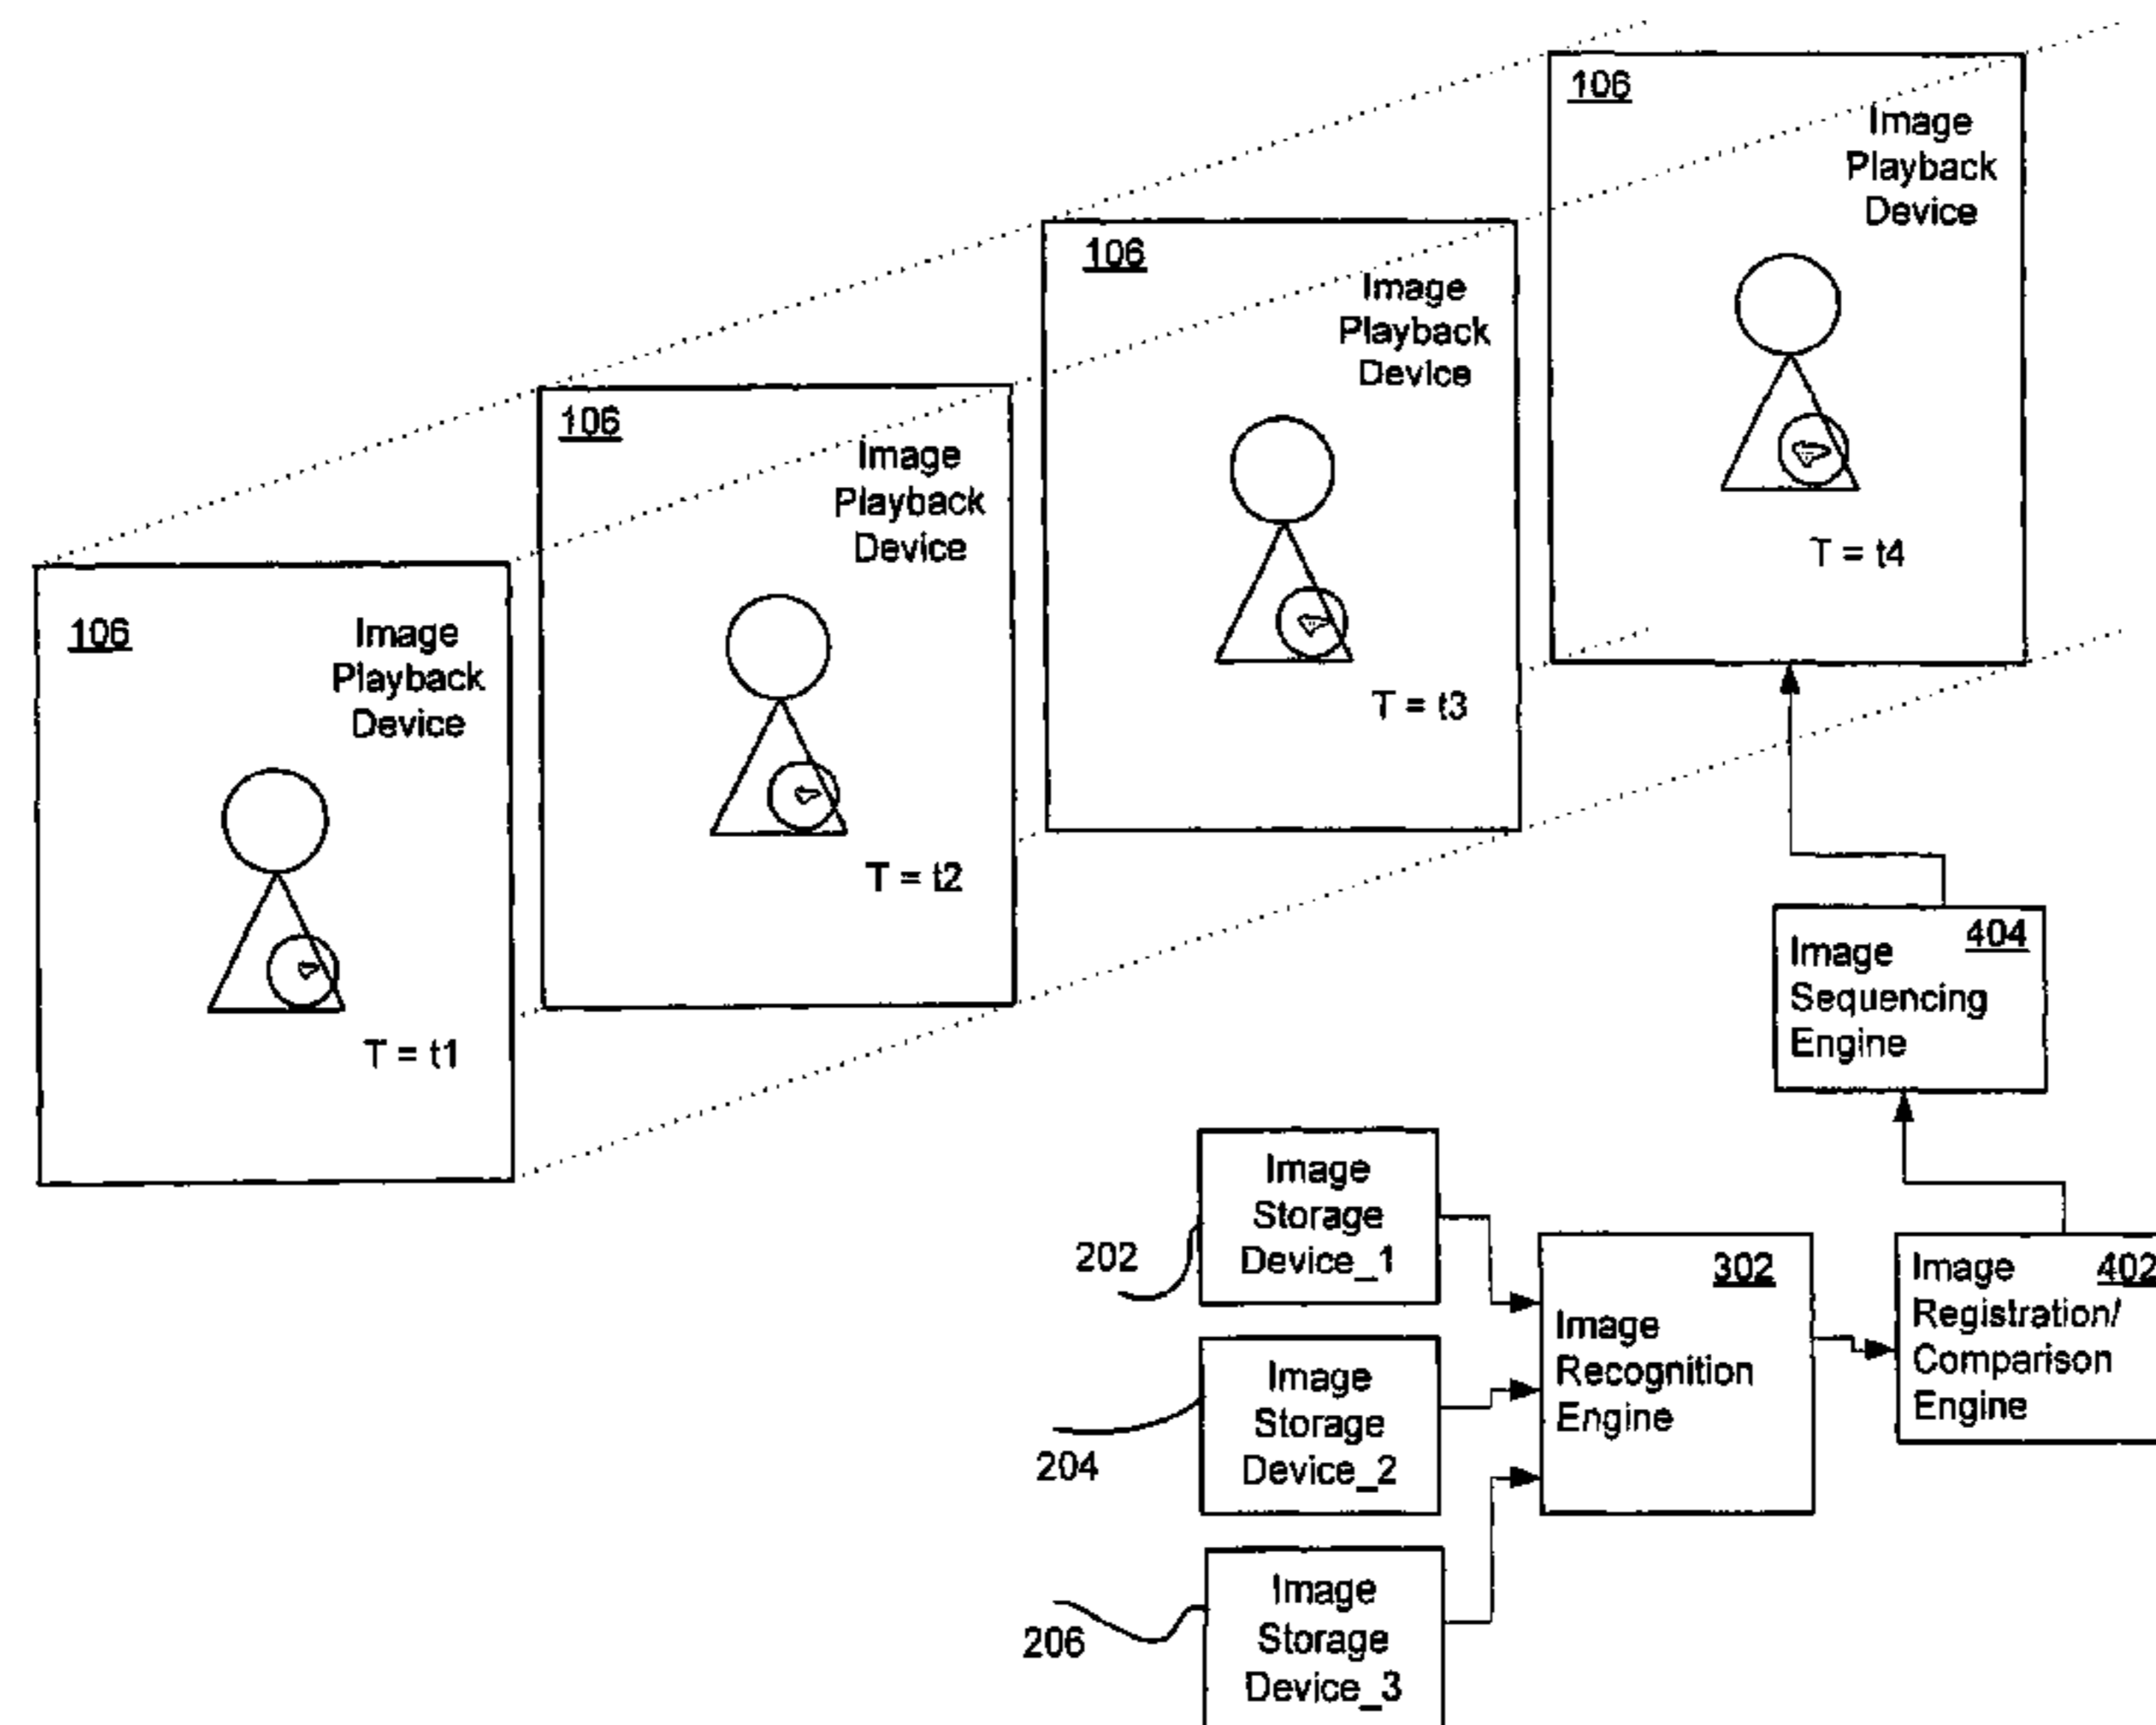 106
Image
Playback
Device
T = t4
106
Image
Playback
Device
T = t3
106
Image
Playback
Device
T = t2
106
Image
Playback
Device
T = t1
404
Image
Sequencing
Engine
Image
Storage
Device_1
202
Image
Storage
Device_2
204
Image
Storage
Device_3
206
302
Image
Recognition
Engine
402
Image
Registration/
Comparison
Engine